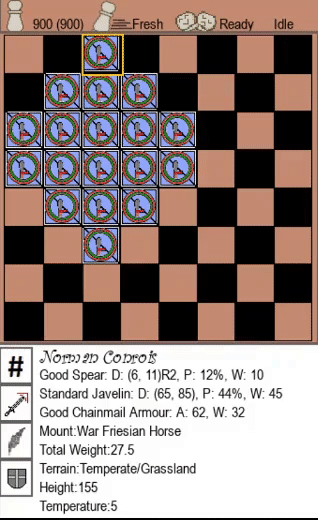 900 (900) Fresh Ready Idle
#
Norman Conrois
Good Spear: D: (6, 11)R2, P: 12%, W: 10
Standard Javelin: D: (65, 85), P: 44%, W: 45
Good Chainmail Armour: A: 62, W: 32
Mount:War Friesian Horse
Total Weight:27.5
Terrain:Temperate/Grassland
Height:155
Temperature:5